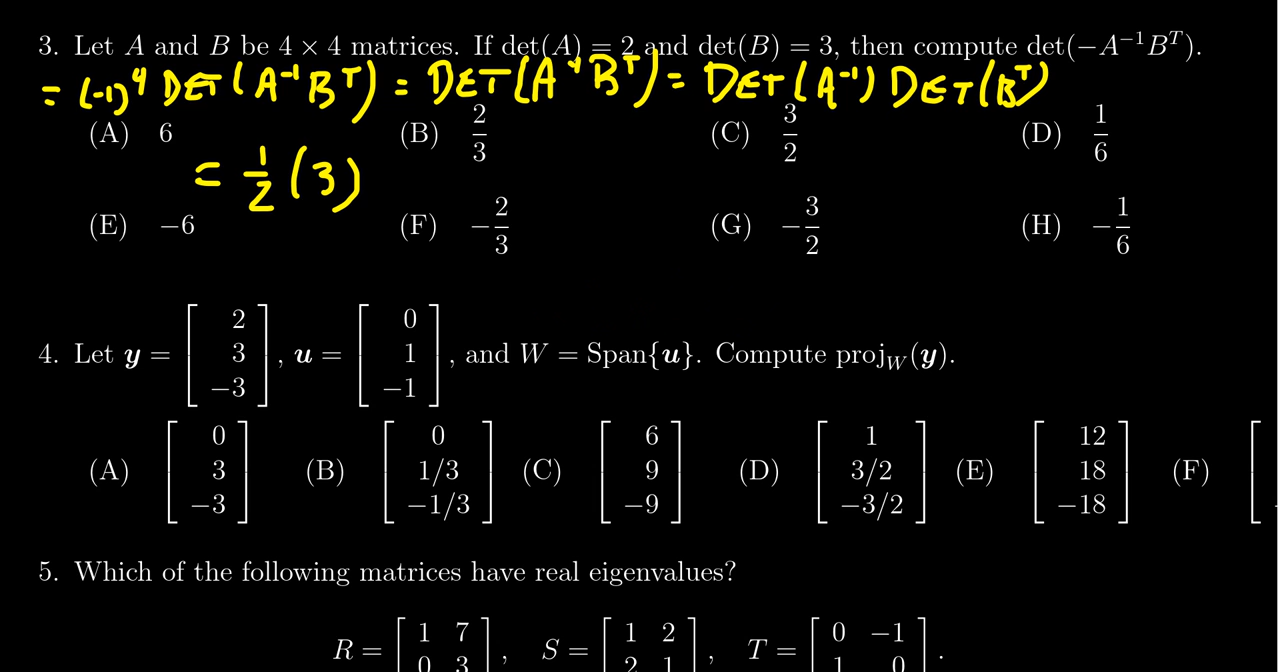 3. Let A and B be 4 × 4 matrices. If det(A) = 2 and det(B) = 3, then compute det(−A⁻¹Bᵀ).
= (-1)⁴ DET(A⁻¹Bᵀ) = DET(A⁻¹Bᵀ) = DET(A⁻¹) DET(Bᵀ)
(A) 6 (B) 2/3 (C) 3/2 (D) 1/6
= 1/2 (3)
(E) −6 (F) −2/3 (G) −3/2 (H) −1/6
4. Let y = [2 3 −3], u = [0 1 −1], and W = Span{u}. Compute proj_W(y).
(A) [0 3 −3] (B) [0 1/3 −1/3] (C) [6 9 −9] (D) [1 3/2 −3/2] (E) [12 18 −18] (F) [
5. Which of the following matrices have real eigenvalues?
R = [1 7 0 3], S = [1 2 2 1], T = [0 −1 1 0].